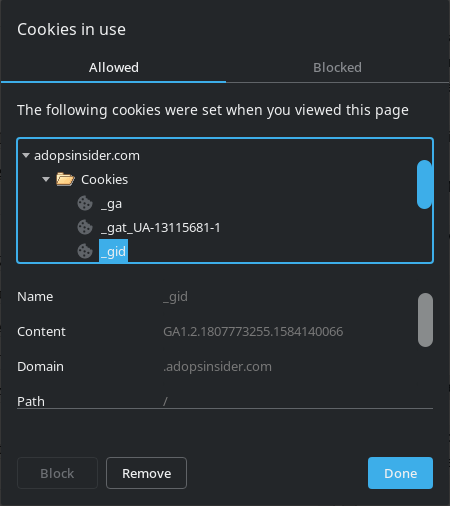 Cookies in use
Allowed Blocked
The following cookies were set when you viewed this page
adopsinsider.com
Cookies
_ga
_gat_UA-13115681-1
_gid
Name _gid
Content GA1.2.1807773255.1584140066
Domain .adopsinsider.com
Path /
Block Remove Done